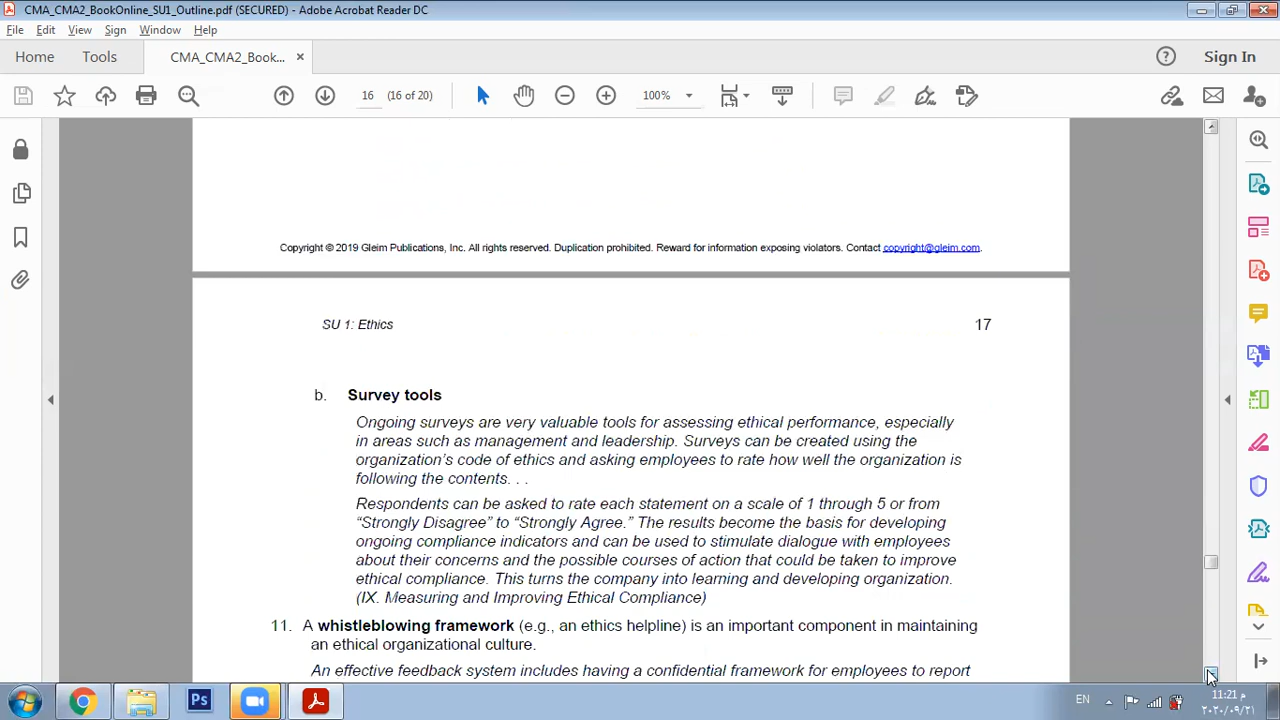 CMA_CMA2_BookOnline_SU1_Outline.pdf (SECURED) - Adobe Acrobat Reader DC
File Edit View Sign Window Help
Home Tools CMA_CMA2_Book... × Sign In
16 (16 of 20) 100%
Copyright © 2019 Gleim Publications, Inc. All rights reserved. Duplication prohibited. Reward for information exposing violators. Contact copyright@gleim.com.
SU 1: Ethics 17
b. Survey tools
Ongoing surveys are very valuable tools for assessing ethical performance, especially
in areas such as management and leadership. Surveys can be created using the
organization's code of ethics and asking employees to rate how well the organization is
following the contents. . .
Respondents can be asked to rate each statement on a scale of 1 through 5 or from
“Strongly Disagree” to “Strongly Agree.” The results become the basis for developing
ongoing compliance indicators and can be used to stimulate dialogue with employees
about their concerns and the possible courses of action that could be taken to improve
ethical compliance. This turns the company into learning and developing organization.
(IX. Measuring and Improving Ethical Compliance)
11. A whistleblowing framework (e.g., an ethics helpline) is an important component in maintaining
an ethical organizational culture.
An effective feedback system includes having a confidential framework for employees to report
Ps EN م 11:21
٢٠٢٠/٠٩/٢١